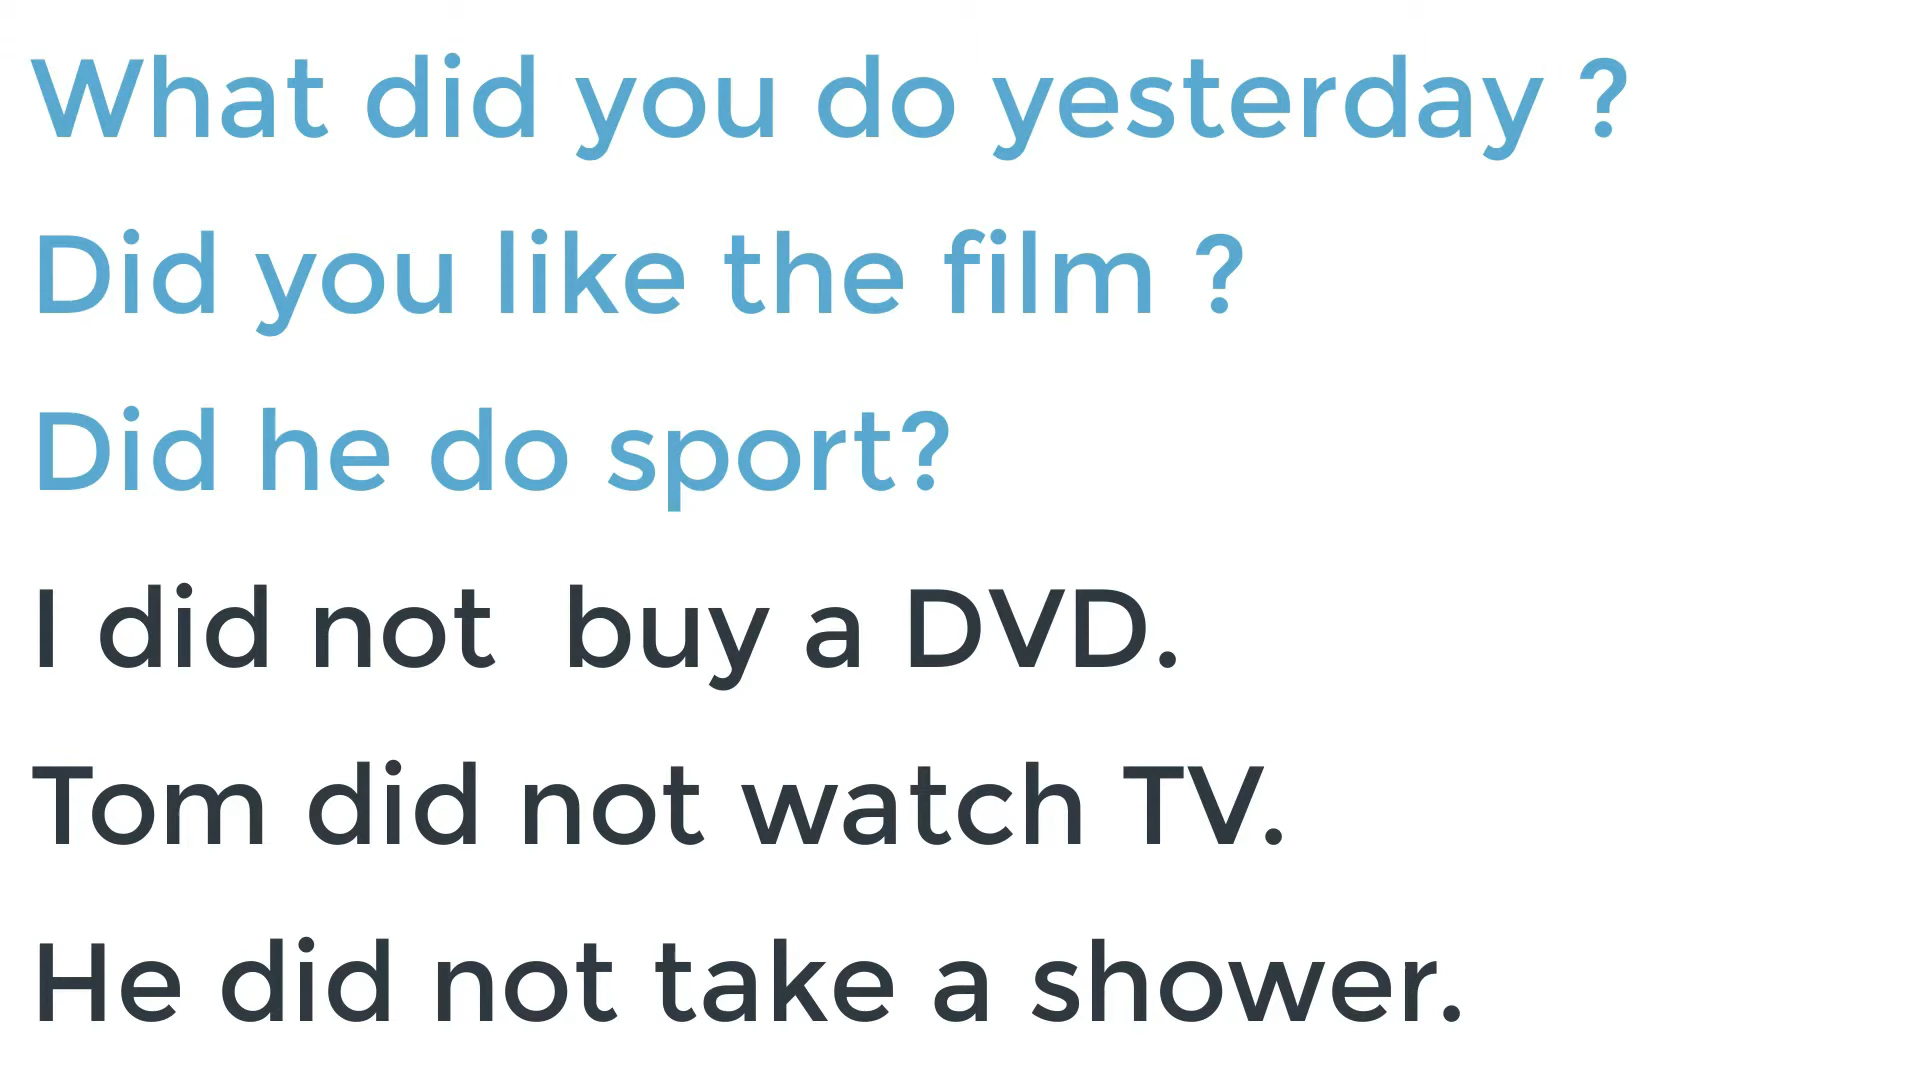 What did you do yesterday ?
Did you like the film ?
Did he do sport?
I did not  buy a DVD.
Tom did not watch TV.
He did not take a shower.